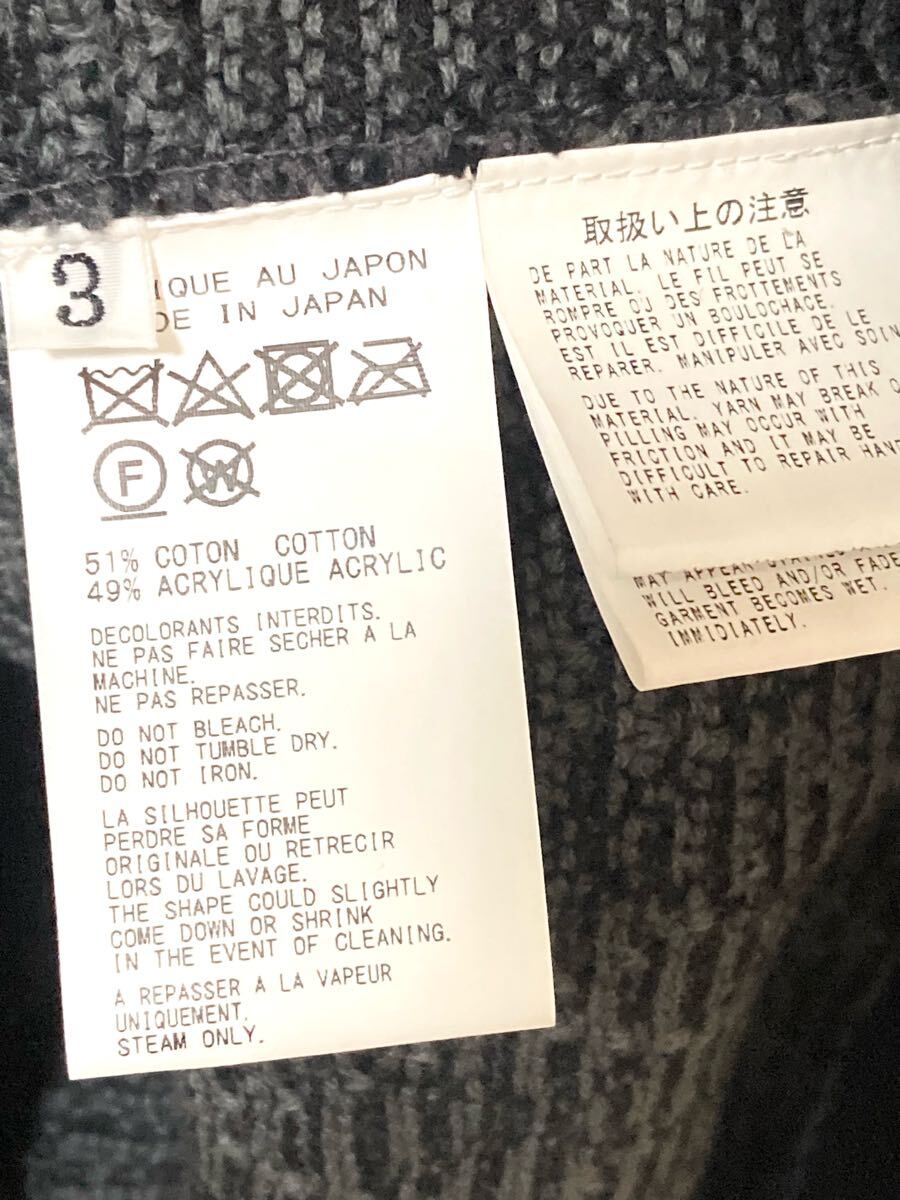 3
IQUE AU JAPON
DE IN JAPAN
F
W
51% COTON COTTON
49% ACRYLIQUE ACRYLIC
DECOLORANTS INTERDITS.
NE PAS FAIRE SECHER A LA
MACHINE.
NE PAS REPASSER.
DO NOT BLEACH.
DO NOT TUMBLE DRY.
DO NOT IRON.
LA SILHOUETTE PEUT
PERDRE SA FORME
ORIGINALE OU RETRECIR
LORS DU LAVAGE.
THE SHAPE COULD SLIGHTLY
COME DOWN OR SHRINK
IN THE EVENT OF CLEANING.
A REPASSER A LA VAPEUR
UNIQUEMENT.
STEAM ONLY.
取扱い上の注意
DE PART LA NATURE DE LA
MATERIAL. LE FIL PEUT SE
ROMPRE OU DES FROTTEMENTS
PROVOQUER UN BOULOCHAGE.
EST IL EST DIFFICILE DE LE
REPARER. MANIPULER AVEC SOIN
DUE TO THE NATURE OF THIS
MATERIAL. YARN MAY BREAK
PILLING MAY OCCUR WITH
FRICTION AND IT MAY BE
DIFFICULT TO REPAIR HAND
WITH CARE.
MAY APPEAR
WILL BLEED AND/OR FADE
GARMENT BECOMES WET.
IMMIDIATELY.